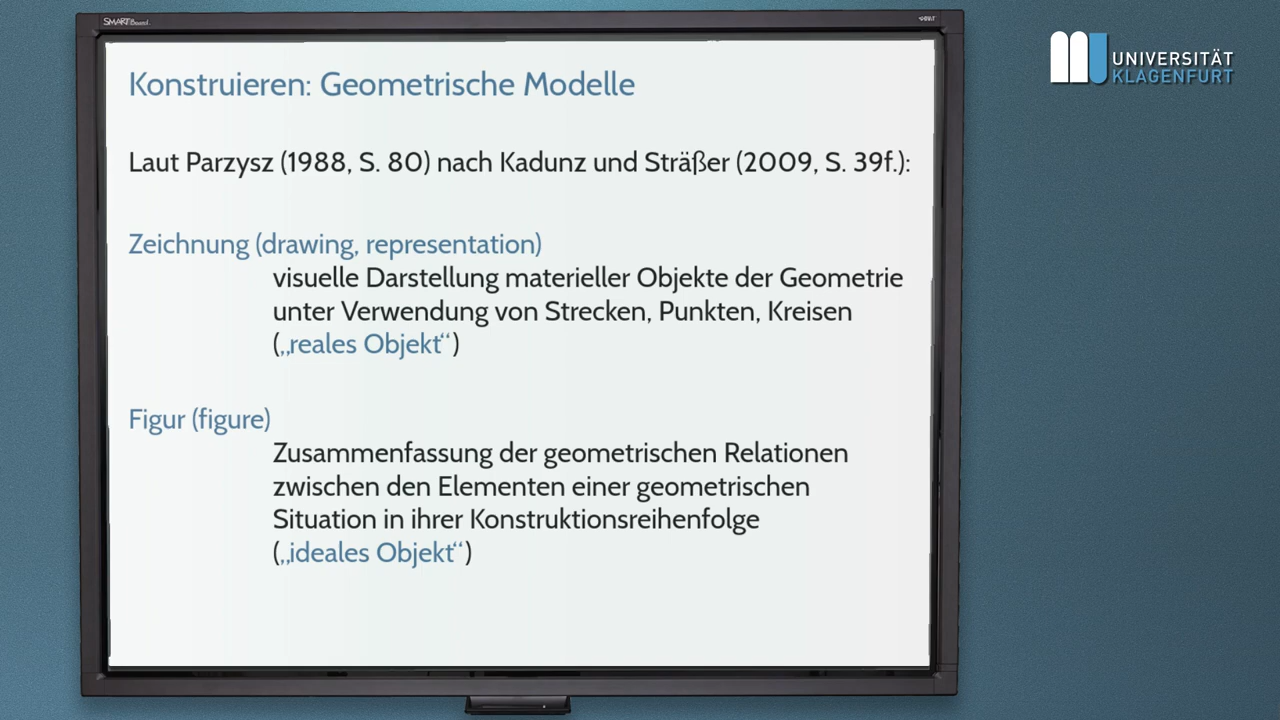 SMART Board
UNIVERSITÄT
KLAGENFURT
Konstruieren: Geometrische Modelle
Laut Parzysz (1988, S. 80) nach Kadunz und Sträßer (2009, S. 39f.):
Zeichnung (drawing, representation)
visuelle Darstellung materieller Objekte der Geometrie
unter Verwendung von Strecken, Punkten, Kreisen
(„reales Objekt“)
Figur (figure)
Zusammenfassung der geometrischen Relationen
zwischen den Elementen einer geometrischen
Situation in ihrer Konstruktionsreihenfolge
(„ideales Objekt“)